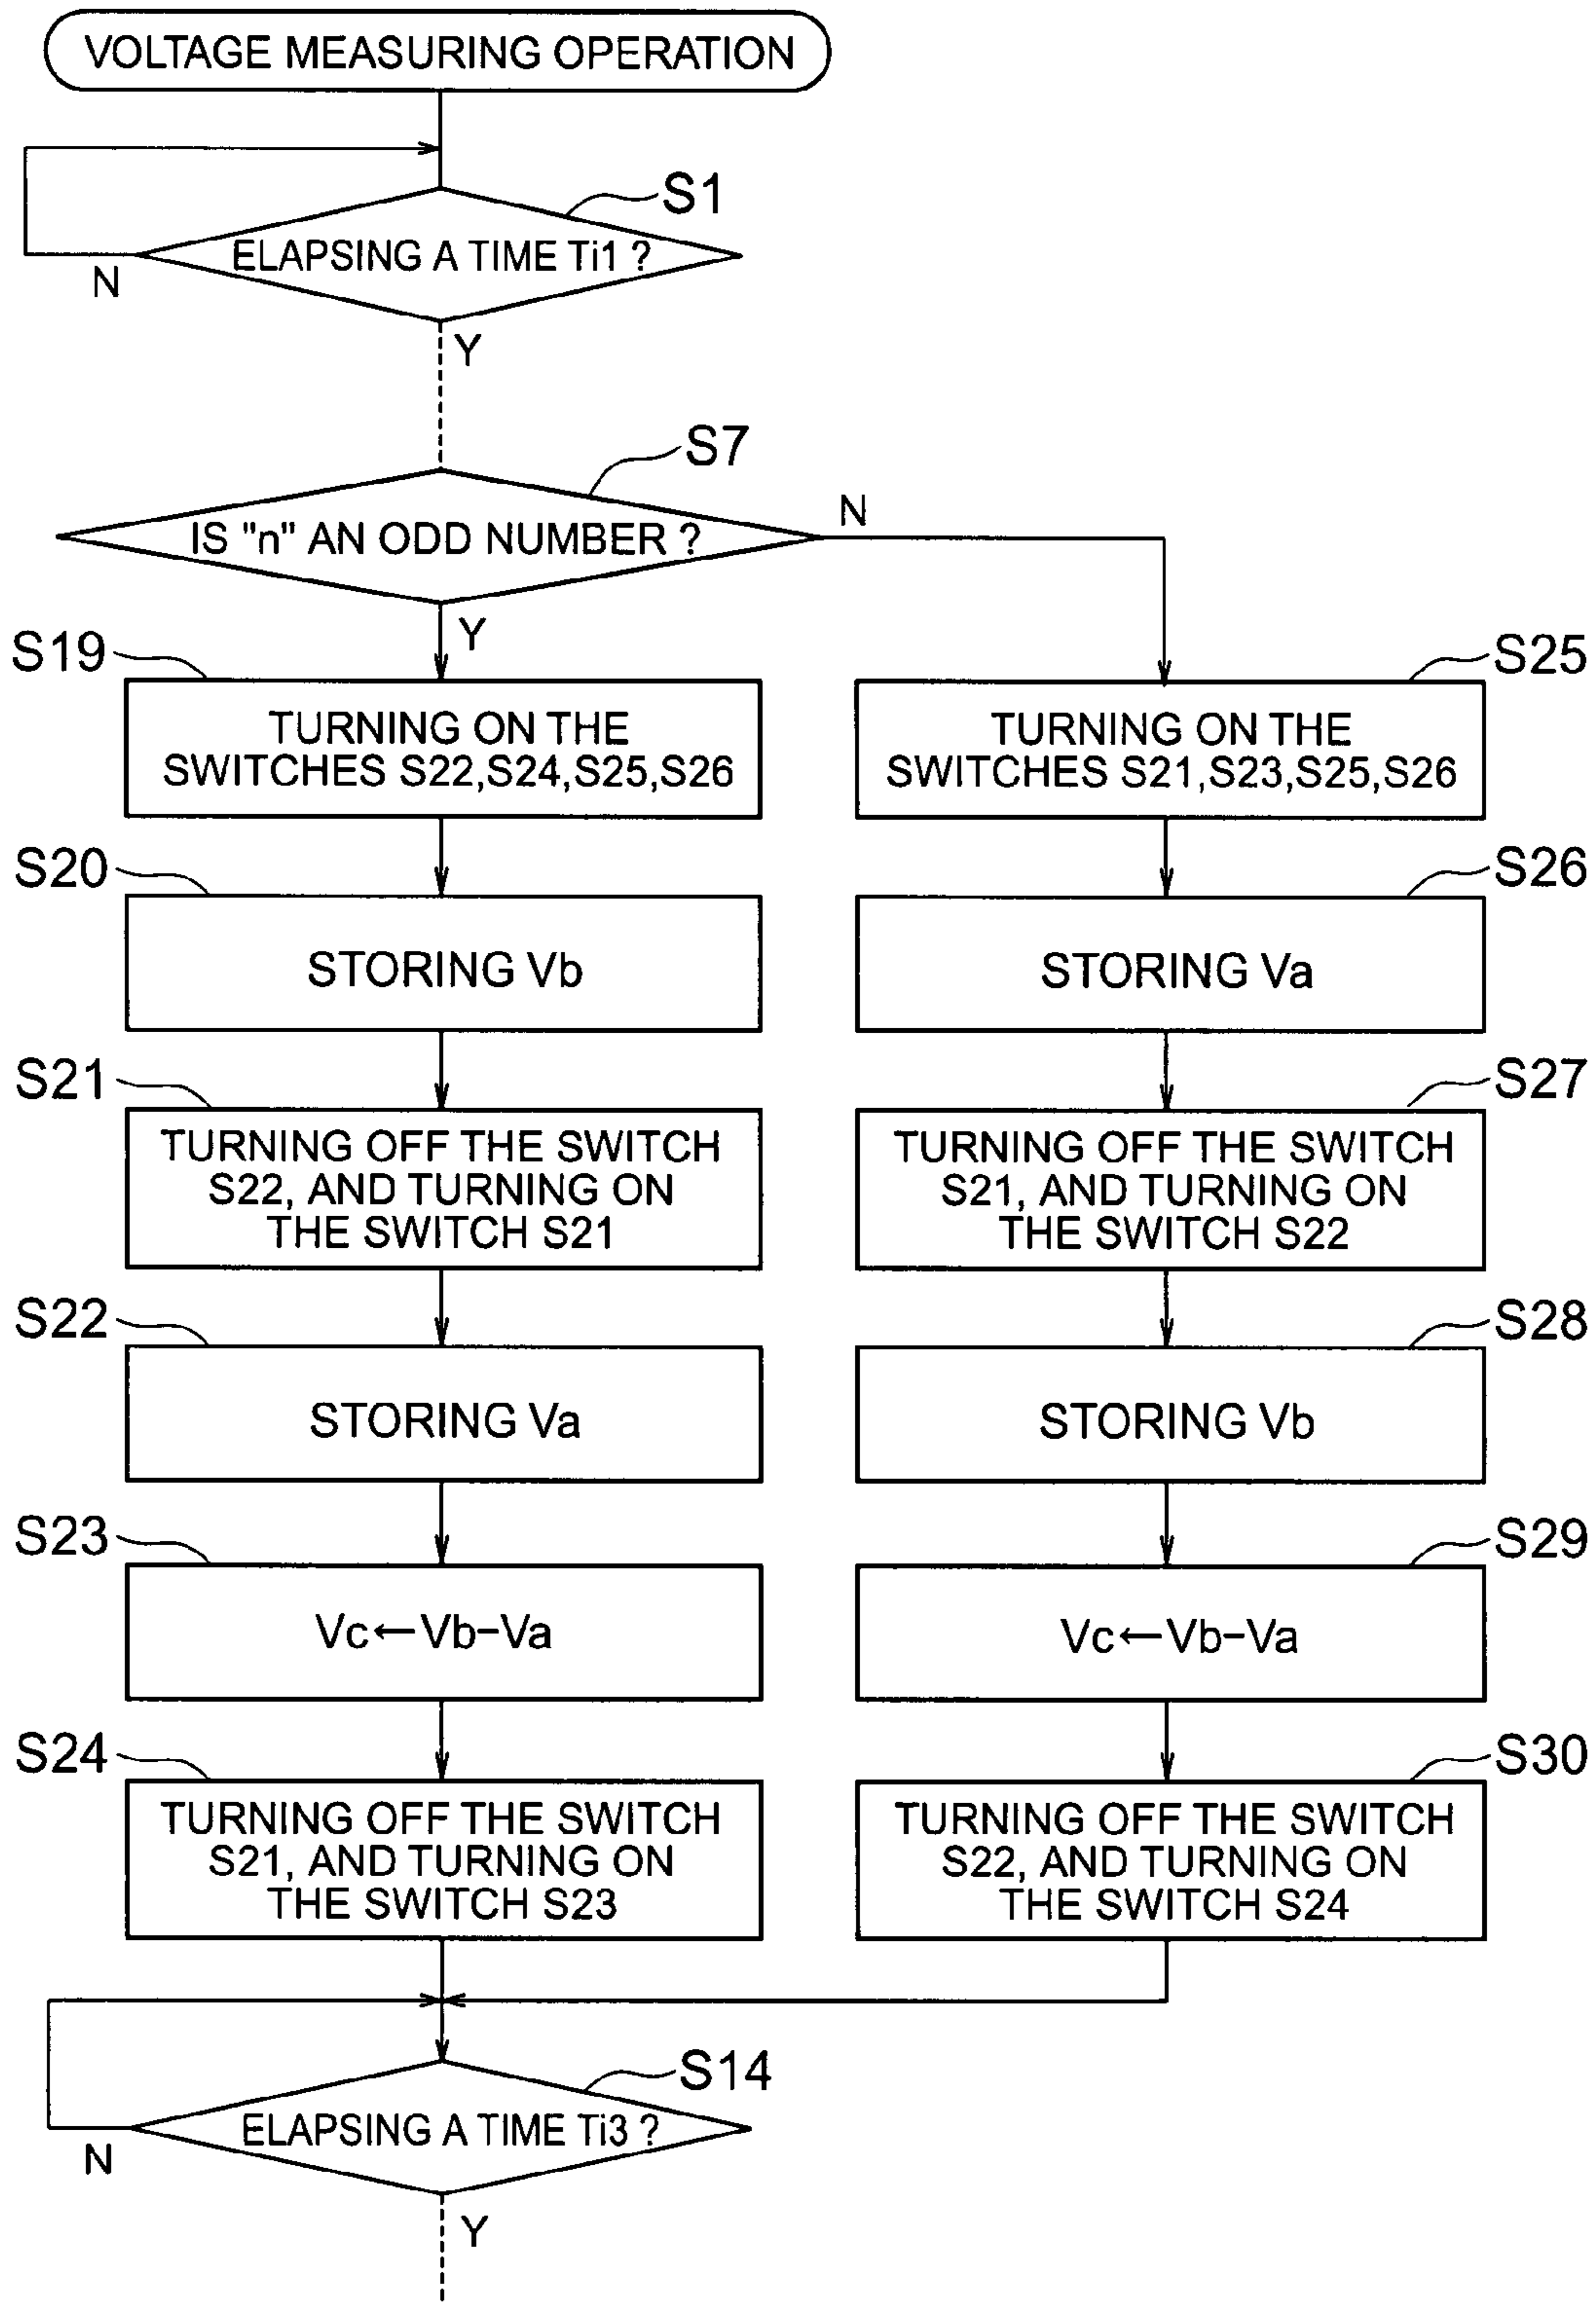 VOLTAGE MEASURING OPERATION
S1
ELAPSING A TIME Ti1 ?
N
Y
S7
IS "n" AN ODD NUMBER ?
N
Y
S19
TURNING ON THE
SWITCHES S22,S24,S25,S26
S20
STORING Vb
S21
TURNING OFF THE SWITCH
S22, AND TURNING ON
THE SWITCH S21
S22
STORING Va
S23
Vc←Vb−Va
S24
TURNING OFF THE SWITCH
S21, AND TURNING ON
THE SWITCH S23
S25
TURNING ON THE
SWITCHES S21,S23,S25,S26
S26
STORING Va
S27
TURNING OFF THE SWITCH
S21, AND TURNING ON
THE SWITCH S22
S28
STORING Vb
S29
Vc←Vb−Va
S30
TURNING OFF THE SWITCH
S22, AND TURNING ON
THE SWITCH S24
S14
ELAPSING A TIME Ti3 ?
N
Y